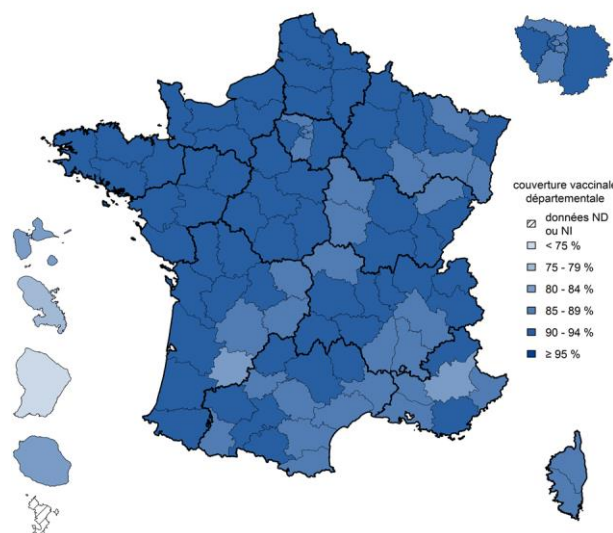 couverture vaccinale
départementale
données ND
ou NI
< 75 %
75 - 79 %
80 - 84 %
85 - 89 %
90 - 94 %
≥ 95 %